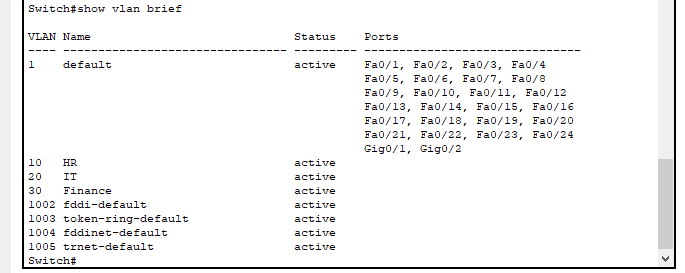 Switch#show vlan brief
VLAN Name                             Status    Ports
---- -------------------------------- --------- -------------------------------
1    default                          active    Fa0/1, Fa0/2, Fa0/3, Fa0/4
                                                Fa0/5, Fa0/6, Fa0/7, Fa0/8
                                                Fa0/9, Fa0/10, Fa0/11, Fa0/12
                                                Fa0/13, Fa0/14, Fa0/15, Fa0/16
                                                Fa0/17, Fa0/18, Fa0/19, Fa0/20
                                                Fa0/21, Fa0/22, Fa0/23, Fa0/24
                                                Gig0/1, Gig0/2
10   HR                               active
20   IT                               active
30   Finance                          active
1002 fddi-default                     active
1003 token-ring-default               active
1004 fddinet-default                  active
1005 trnet-default                    active
Switch#